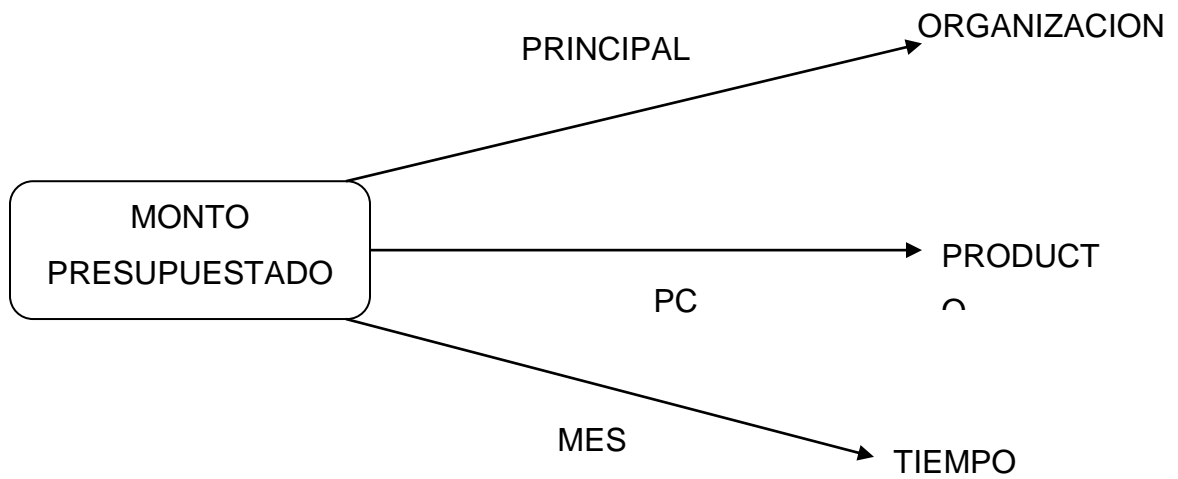 ORGANIZACION
PRINCIPAL
MONTO
PRESUPUESTADO
PRODUCT
PC
MES
TIEMPO